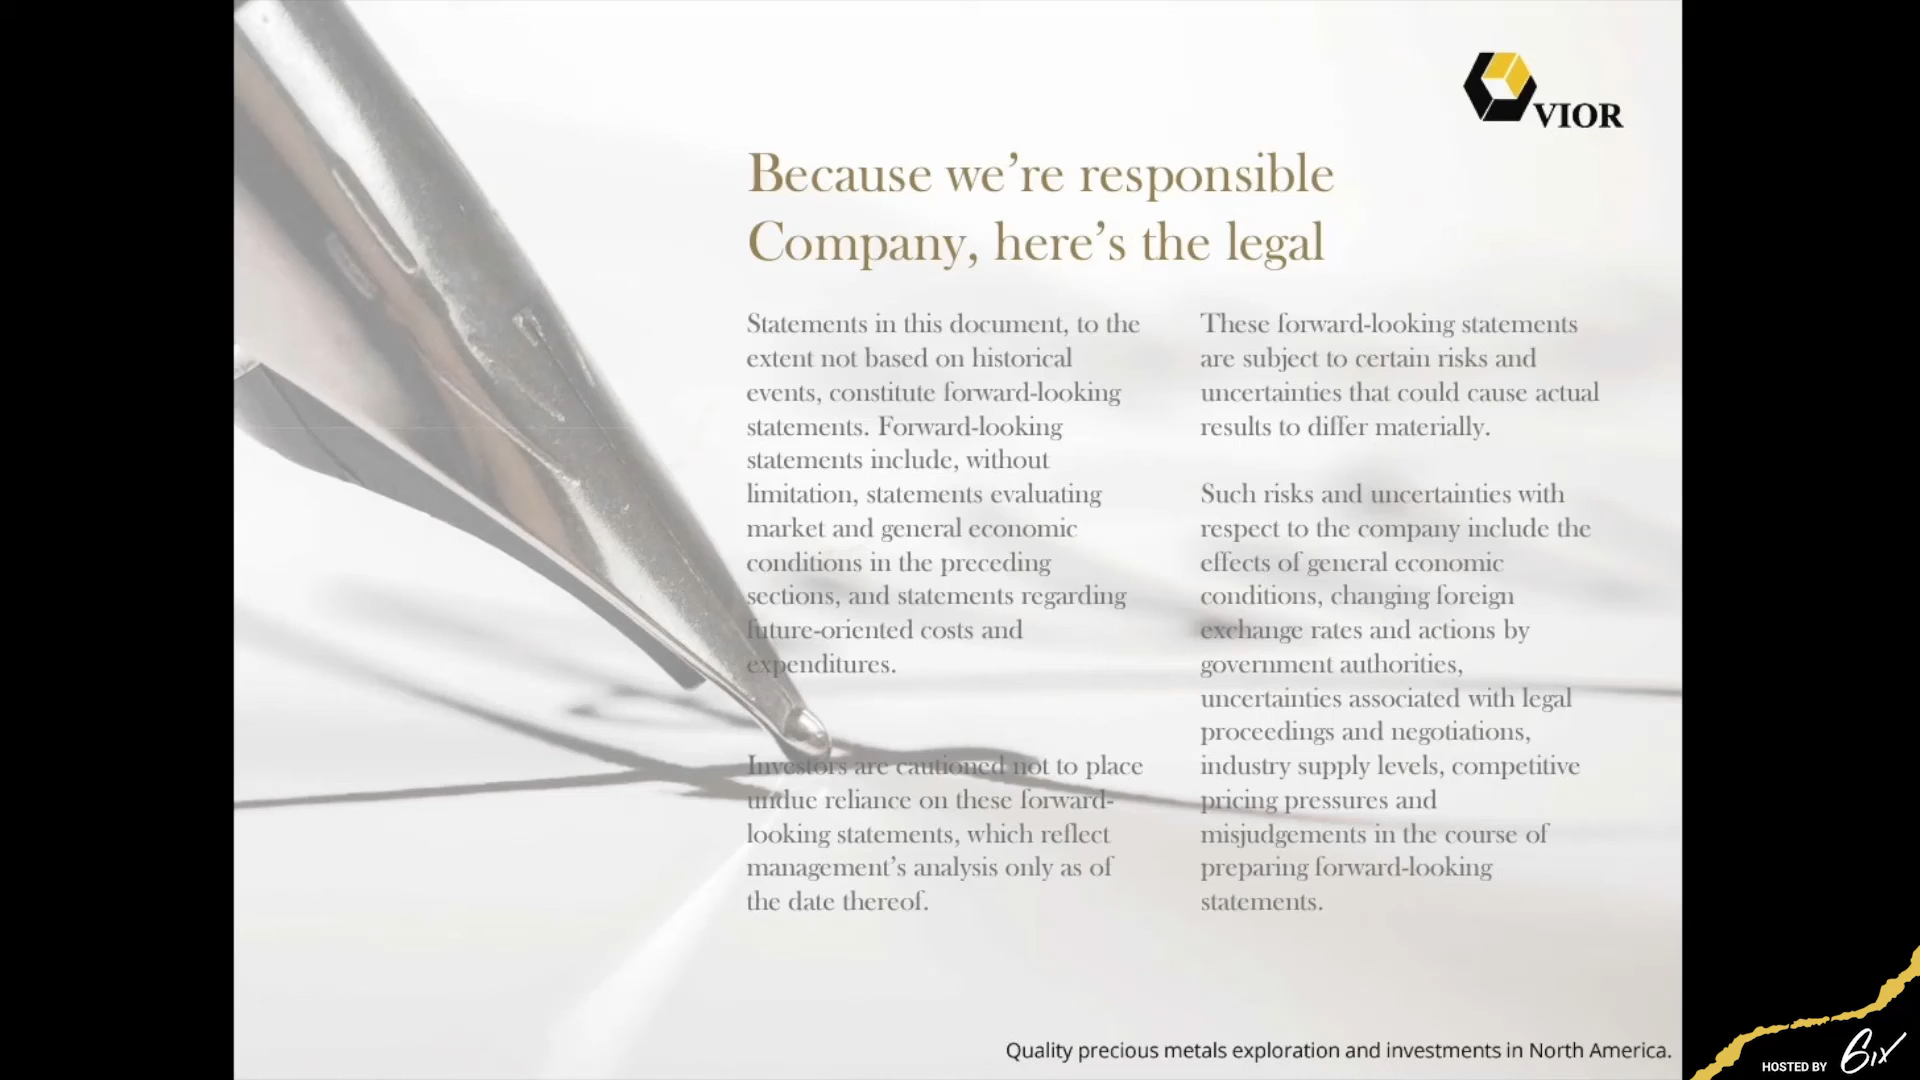 VIOR
Because we’re responsible
Company, here’s the legal
Statements in this document, to the
extent not based on historical
events, constitute forward-looking
statements. Forward-looking
statements include, without
limitation, statements evaluating
market and general economic
conditions in the preceding
sections, and statements regarding
future-oriented costs and
expenditures.
Investors are cautioned not to place
undue reliance on these forward-
looking statements, which reflect
management’s analysis only as of
the date thereof.
These forward-looking statements
are subject to certain risks and
uncertainties that could cause actual
results to differ materially.
Such risks and uncertainties with
respect to the company include the
effects of general economic
conditions, changing foreign
exchange rates and actions by
government authorities,
uncertainties associated with legal
proceedings and negotiations,
industry supply levels, competitive
pricing pressures and
misjudgements in the course of
preparing forward-looking
statements.
Quality precious metals exploration and investments in North America.
HOSTED BY 6ix